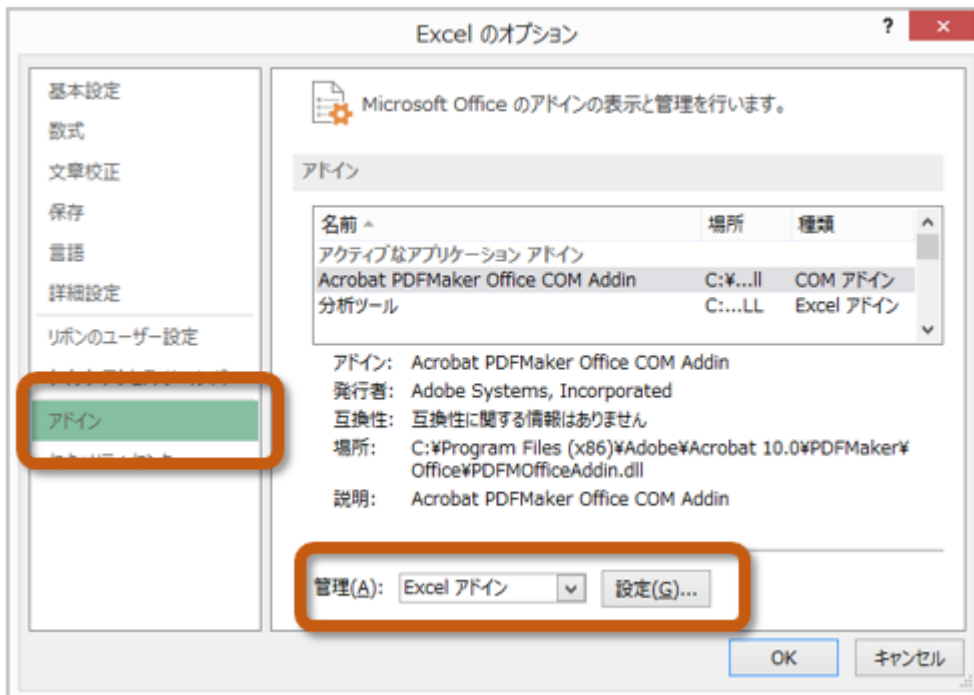 Excel のオプション
?
基本設定
数式
文章校正
保存
言語
詳細設定
リボンのユーザー設定
アドイン
Microsoft Office のアドインの表示と管理を行います。
アドイン
名前 場所 種類
アクティブなアプリケーション アドイン
Acrobat PDFMaker Office COM Addin C:¥...ll COM アドイン
分析ツール C:...LL Excel アドイン
アドイン: Acrobat PDFMaker Office COM Addin
発行者: Adobe Systems, Incorporated
互換性: 互換性に関する情報はありません
場所: C:¥Program Files (x86)¥Adobe¥Acrobat 10.0¥PDFMaker¥
Office¥PDFMOfficeAddin.dll
説明: Acrobat PDFMaker Office COM Addin
管理(A): Excel アドイン 設定(G)...
OK キャンセル